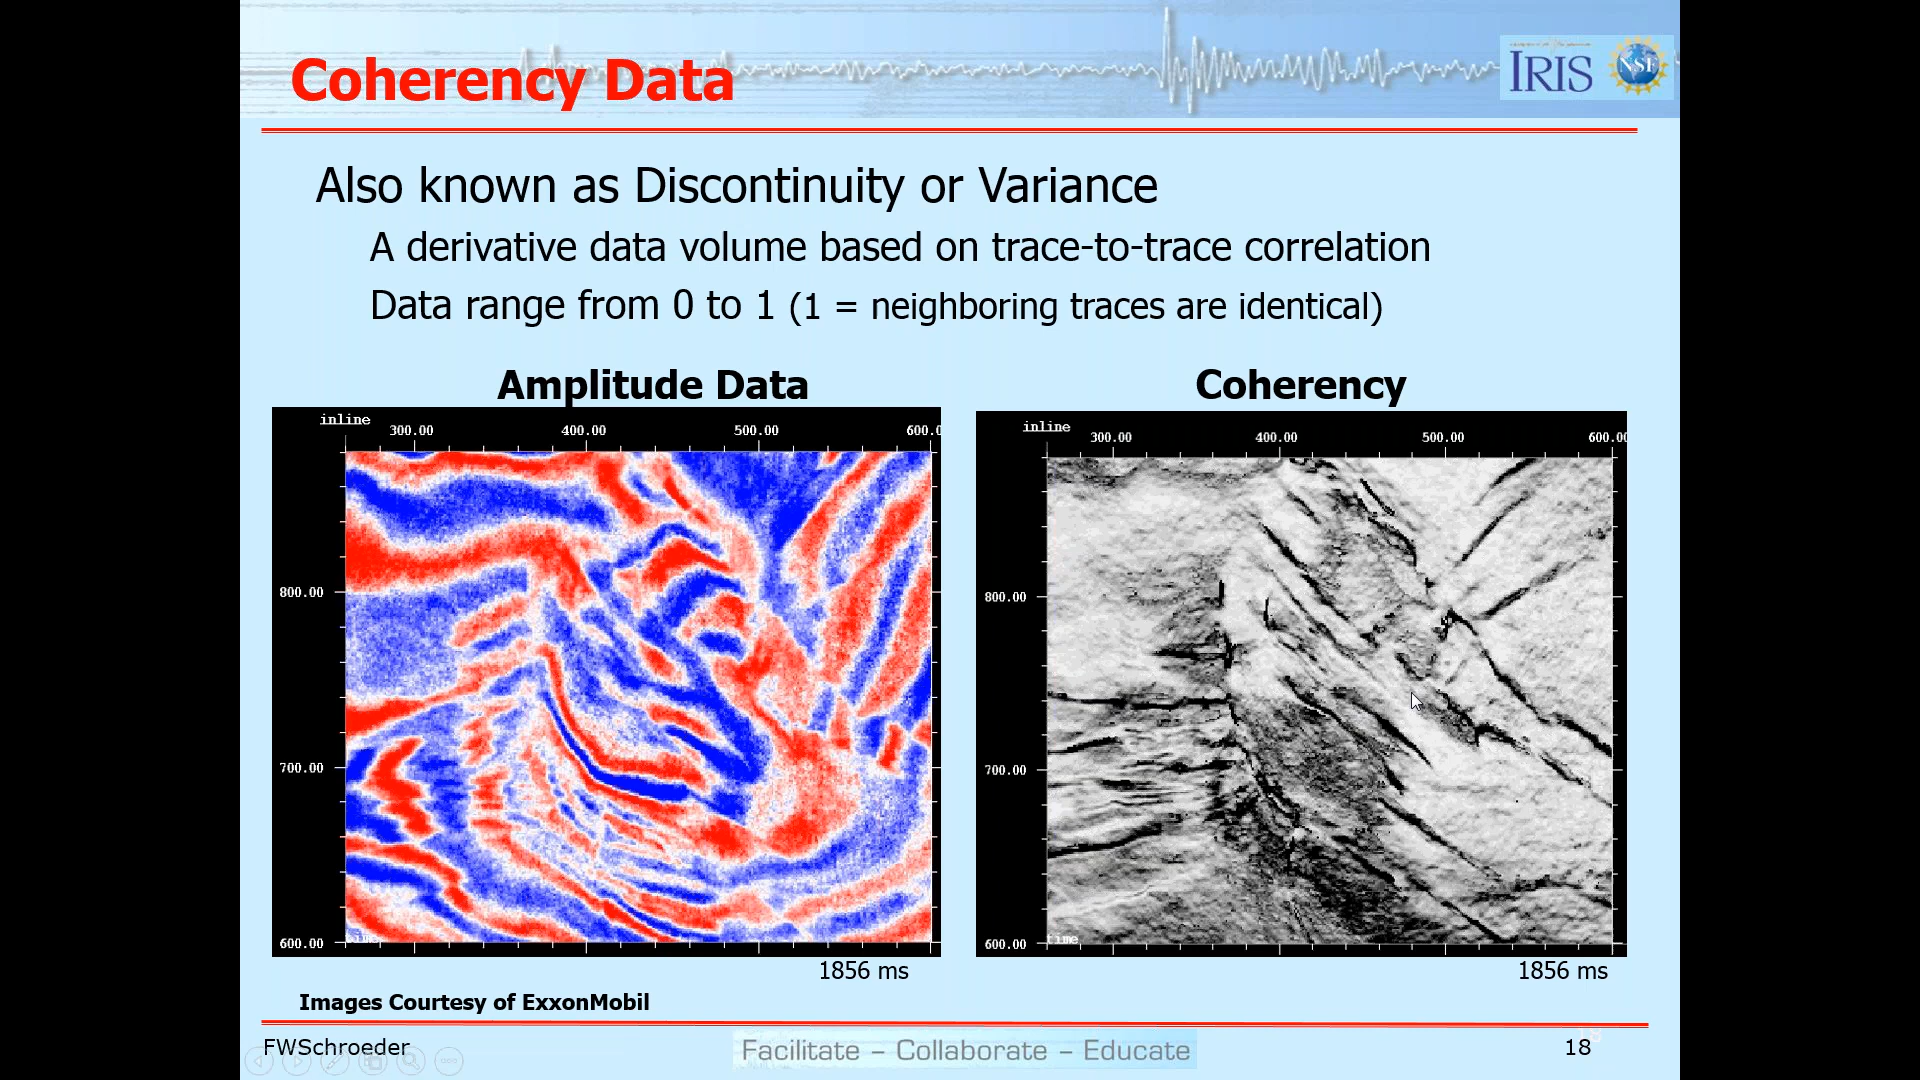 Coherency Data
IRIS
NSF
Also known as Discontinuity or Variance
A derivative data volume based on trace-to-trace correlation
Data range from 0 to 1 (1 = neighboring traces are identical)
Amplitude Data
Coherency
inline
300.00 400.00 500.00 600.0
800.00
700.00
600.00
inline
300.00 400.00 500.00 600.00
800.00
700.00
600.00
time
1856 ms
1856 ms
Images Courtesy of ExxonMobil
FWSchroeder
Facilitate – Collaborate – Educate
18
18